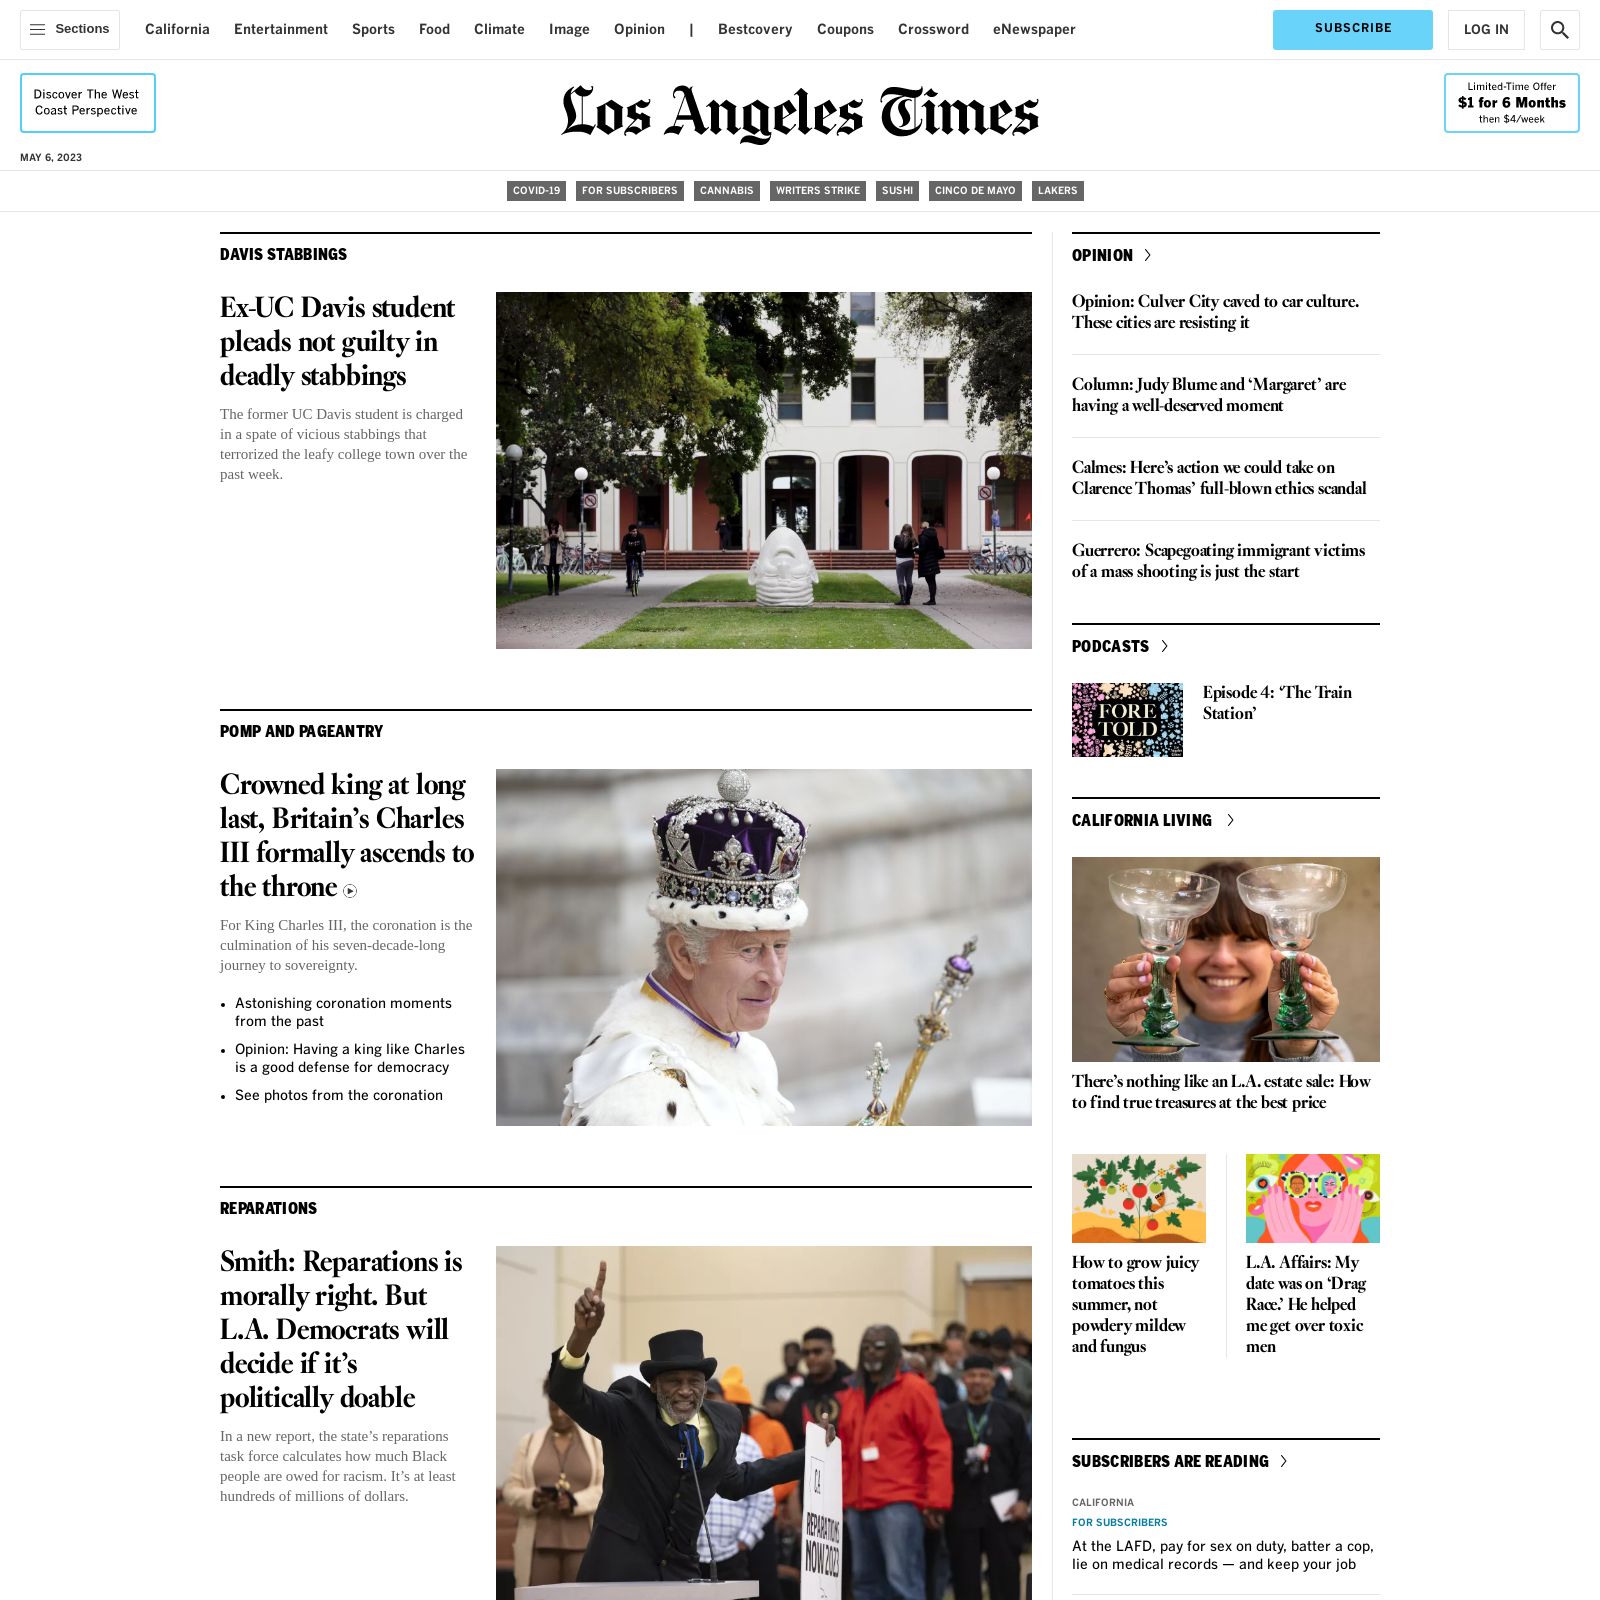 Sections
California
Entertainment
Sports
Food
Climate
Image
Opinion
|
Bestcovery
Coupons
Crossword
eNewspaper
SUBSCRIBE
LOG IN
Discover The West
Coast Perspective
Los Angeles Times
Limited-Time Offer
$1 for 6 Months
then $4/week
MAY 6, 2023
COVID-19
FOR SUBSCRIBERS
CANNABIS
WRITERS STRIKE
SUSHI
CINCO DE MAYO
LAKERS
DAVIS STABBINGS
Ex-UC Davis student
pleads not guilty in
deadly stabbings
The former UC Davis student is charged
in a spate of vicious stabbings that
terrorized the leafy college town over the
past week.
POMP AND PAGEANTRY
Crowned king at long
last, Britain’s Charles
III formally ascends to
the throne
For King Charles III, the coronation is the
culmination of his seven-decade-long
journey to sovereignty.
• Astonishing coronation moments
from the past
• Opinion: Having a king like Charles
is a good defense for democracy
• See photos from the coronation
REPARATIONS
Smith: Reparations is
morally right. But
L.A. Democrats will
decide if it’s
politically doable
In a new report, the state’s reparations
task force calculates how much Black
people are owed for racism. It’s at least
hundreds of millions of dollars.
CA
REPARATIONS
NOW 2023
OPINION
Opinion: Culver City caved to car culture.
These cities are resisting it
Column: Judy Blume and ‘Margaret’ are
having a well-deserved moment
Calmes: Here’s action we could take on
Clarence Thomas’ full-blown ethics scandal
Guerrero: Scapegoating immigrant victims
of a mass shooting is just the start
PODCASTS
FORE
TOLD
Episode 4: ‘The Train
Station’
CALIFORNIA LIVING
There’s nothing like an L.A. estate sale: How
to find true treasures at the best price
How to grow juicy
tomatoes this
summer, not
powdery mildew
and fungus
L.A. Affairs: My
date was on ‘Drag
Race.’ He helped
me get over toxic
men
SUBSCRIBERS ARE READING
CALIFORNIA
FOR SUBSCRIBERS
At the LAFD, pay for sex on duty, batter a cop,
lie on medical records — and keep your job